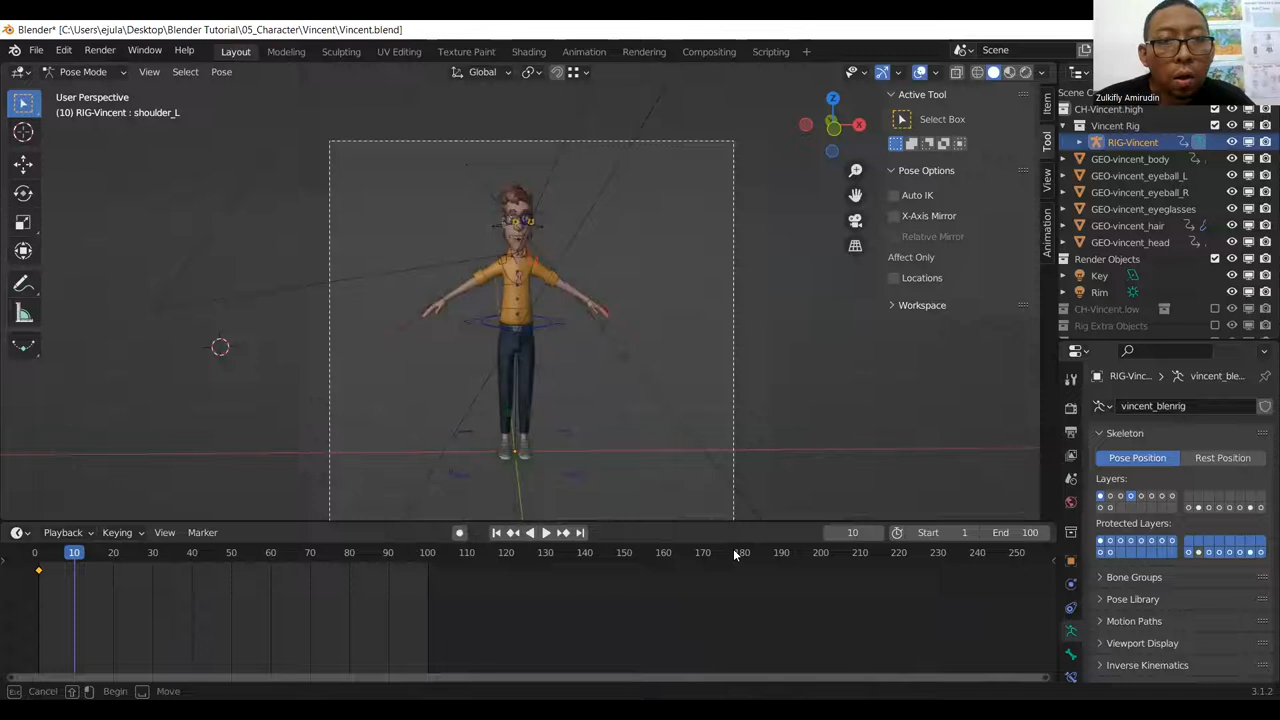 Blender* [C:\Users\ejula\Desktop\Blender Tutorial\05_Character\Vincent\Vincent.blend]
File Edit Render Window Help Layout Modeling Sculpting UV Editing Texture Paint Shading Animation Rendering Compositing Scripting + Scene
Pose Mode View Select Pose Global
User Perspective
(10) RIG-Vincent : shoulder_L
Z
X
Active Tool
Select Box
Pose Options
Auto IK
X-Axis Mirror
Relative Mirror
Affect Only
Locations
Workspace
Item
Tool
View
Animation
Zulkifly Amirudin
Scene C
CH-Vincent.high
Vincent Rig
RIG-Vincent
GEO-vincent_body
GEO-vincent_eyeball_L
GEO-vincent_eyeball_R
GEO-vincent_eyeglasses
GEO-vincent_hair
GEO-vincent_head
Render Objects
Key
Rim
CH-Vincent.low
Rig Extra Objects
RIG-Vinc... > vincent_ble...
vincent_blenrig
Skeleton
Pose Position Rest Position
Layers:
Protected Layers:
Bone Groups
Pose Library
Motion Paths
Viewport Display
Inverse Kinematics
Playback Keying View Marker 10 Start 1 End 100
0 10 20 30 40 50 60 70 80 90 100 110 120 130 140 150 160 170 180 190 200 210 220 230 240 250
Esc Cancel Begin Move 3.1.2